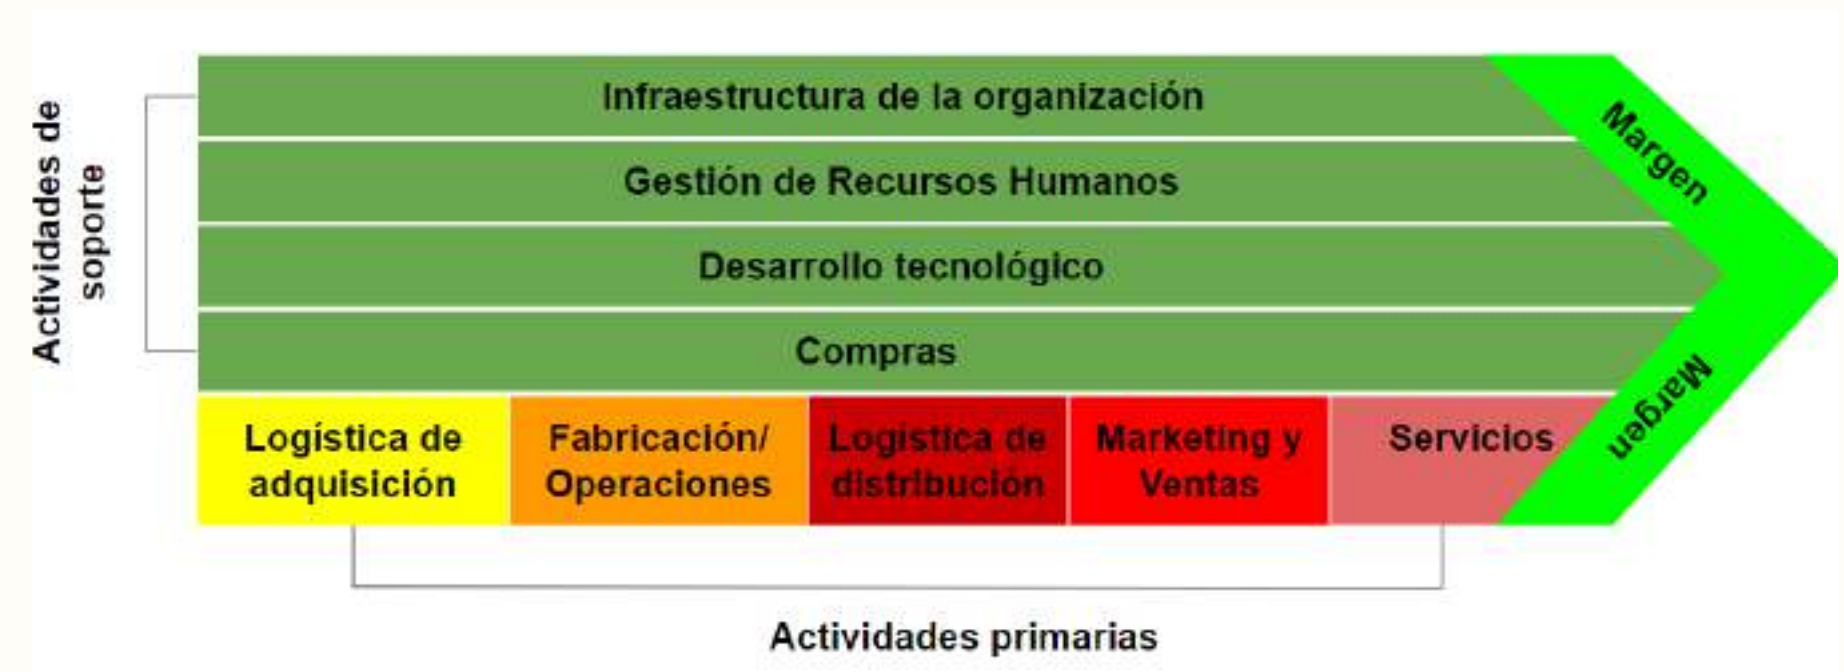 Actividades de
soporte
Infraestructura de la organización
Gestión de Recursos Humanos
Desarrollo tecnológico
Compras
Margen
Margen
Logística de
adquisición
Fabricación/
Operaciones
Logística de
distribución
Marketing y
Ventas
Servicios
Actividades primarias